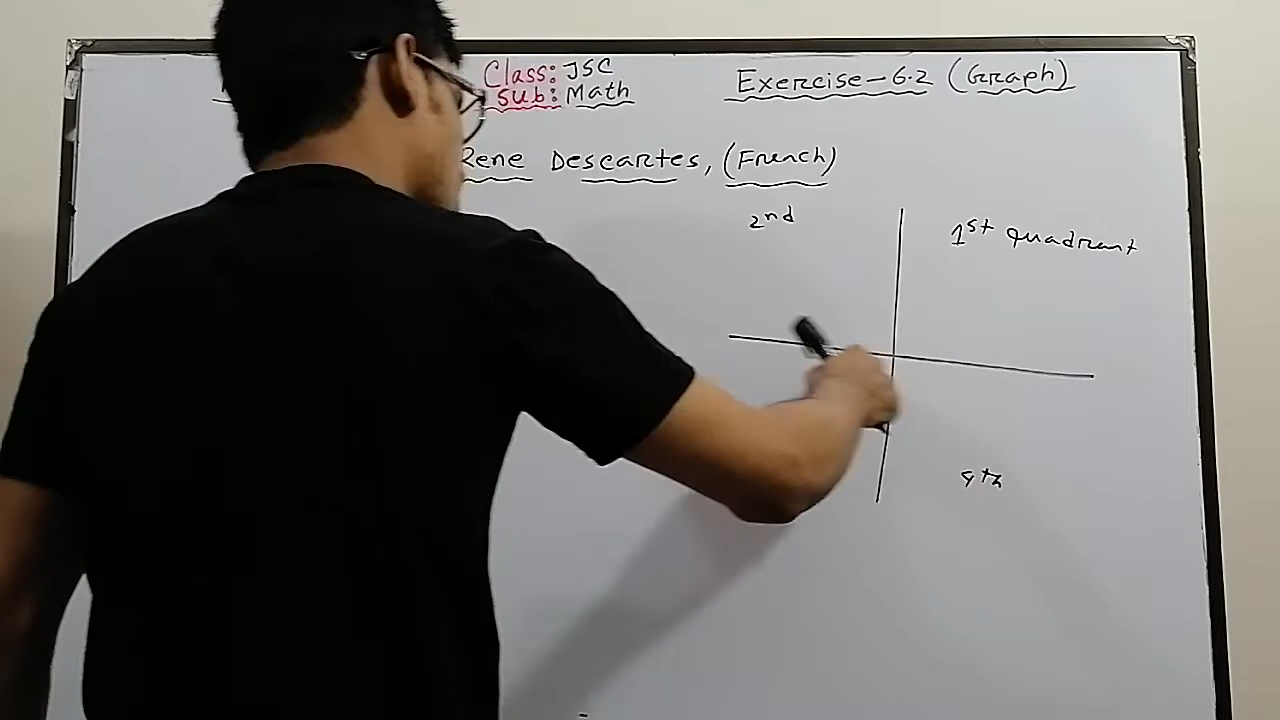 Class: JSC
Sub: Math
Exercise-6.2 (Graph)
Rene Descartes, (French)
2nd
1st quadrant
4th